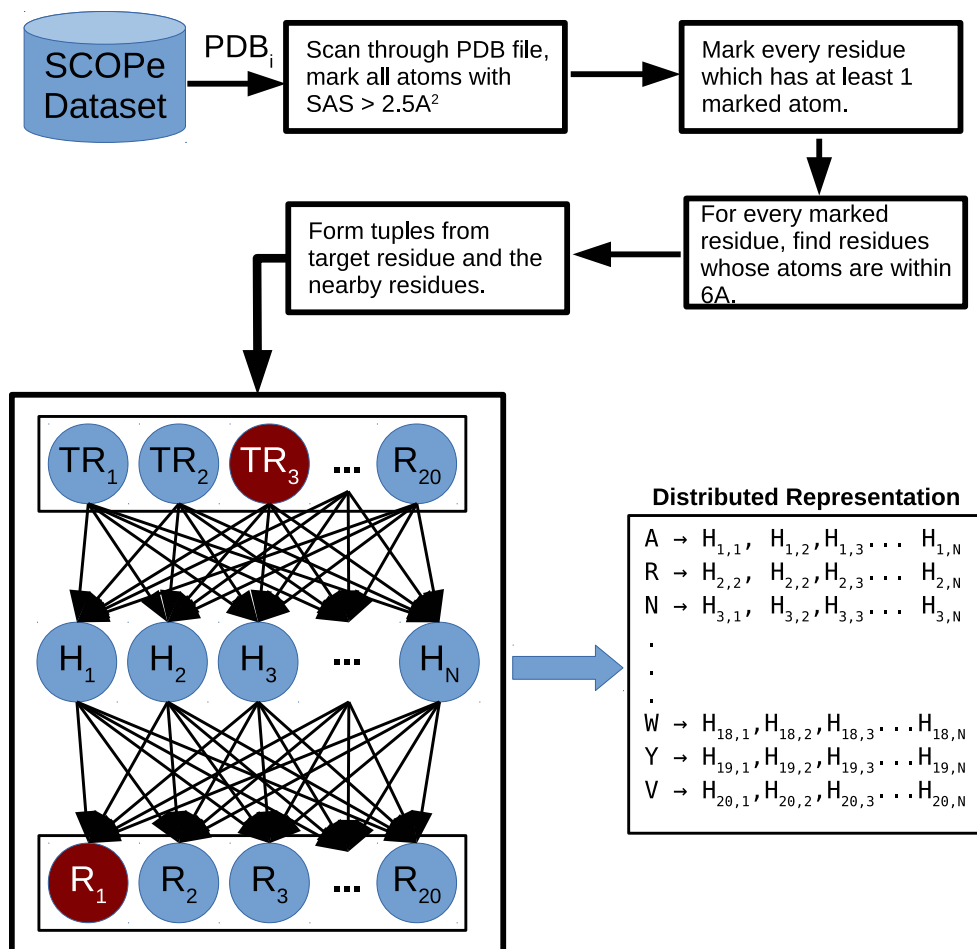 SCOPe
Dataset
PDBi
Scan through PDB file,
mark all atoms with
SAS > 2.5A²
Mark every residue
which has at least 1
marked atom.
For every marked
residue, find residues
whose atoms are within
6A.
Form tuples from
target residue and the
nearby residues.
TR1 TR2 TR3 ... R20
H1 H2 H3 ... HN
R1 R2 R3 ... R20
Distributed Representation
A → H1,1, H1,2,H1,3... H1,N
R → H2,2, H2,2,H2,3... H2,N
N → H3,1, H3,2,H3,3... H3,N
.
.
.
W → H18,1,H18,2,H18,3...H18,N
Y → H19,1,H19,2,H19,3...H19,N
V → H20,1,H20,2,H20,3...H20,N